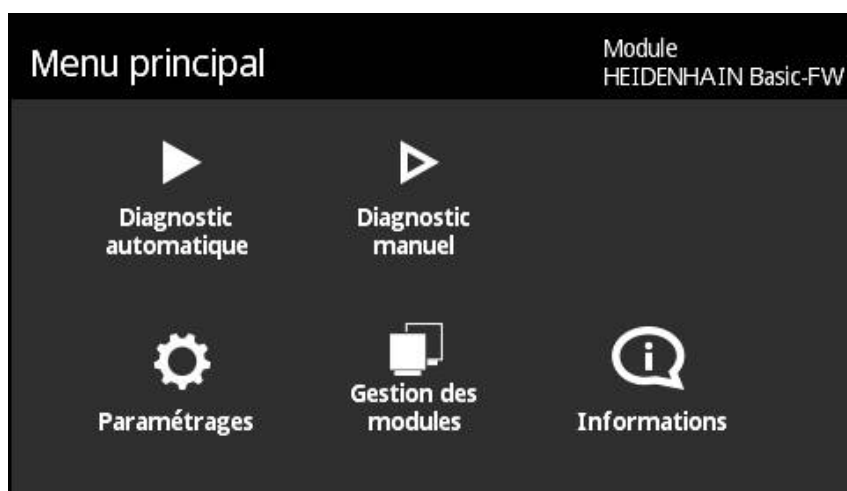 Menu principal
Module
HEIDENHAIN Basic-FW
Diagnostic
automatique
Diagnostic
manuel
Paramétrages
Gestion des
modules
Informations